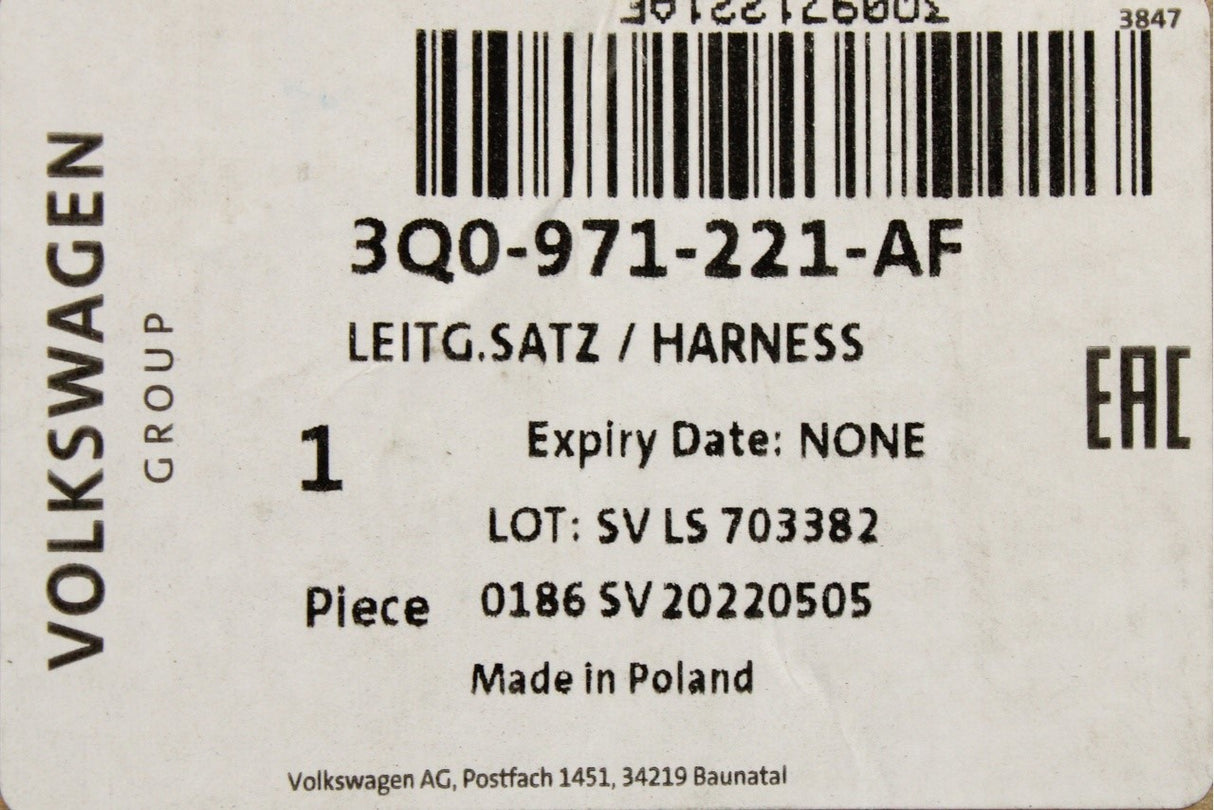 3847
3Q0-971-221-AF
LEITG.SATZ / HARNESS
1
Expiry Date: NONE
LOT: SV LS 703382
Piece
0186 SV 20220505
Made in Poland
Volkswagen AG, Postfach 1451, 34219 Baunatal
VOLKSWAGEN
GROUP
EAC